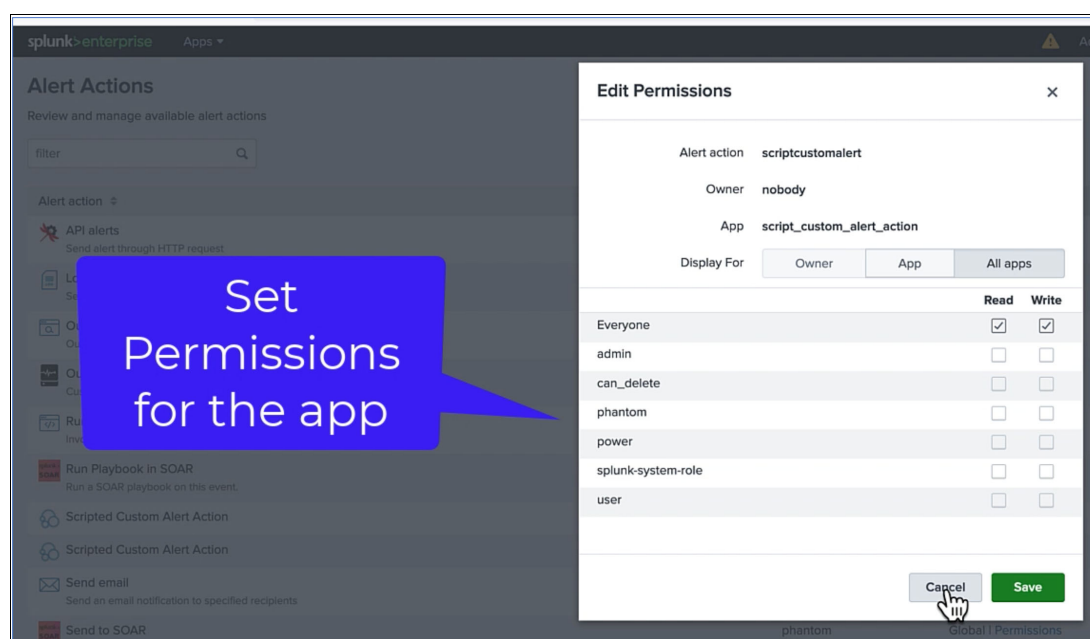 splunk>enterprise Apps
Alert Actions
Review and manage available alert actions
filter
Alert action
API alerts
Send alert through HTTP request
Run Playbook in SOAR
Run a SOAR playbook on this event.
Scripted Custom Alert Action
Scripted Custom Alert Action
Send email
Send an email notification to specified recipients
Send to SOAR
phantom
Global | Permissions
Set
Permissions
for the app
Edit Permissions
Alert action scriptcustomalert
Owner nobody
App script_custom_alert_action
Display For Owner App All apps
Read Write
Everyone
admin
can_delete
phantom
power
splunk-system-role
user
Cancel Save